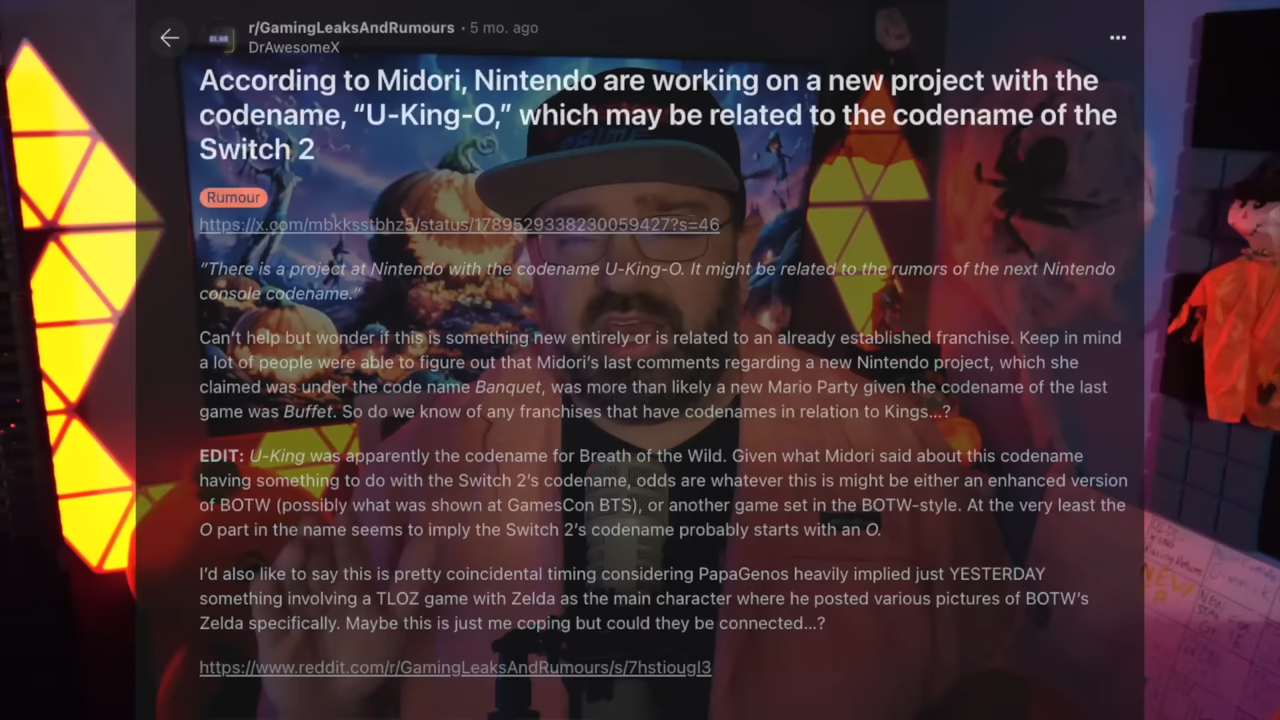 r/GamingLeaksAndRumours • 5 mo. ago
DrAwesomeX
According to Midori, Nintendo are working on a new project with the
codename, “U-King-O,” which may be related to the codename of the
Switch 2
Rumour
https://x.com/mbkksstbhz5/status/1789529338230059427?s=46
“There is a project at Nintendo with the codename U-King-O. It might be related to the rumors of the next Nintendo
console codename.”
Can’t help but wonder if this is something new entirely or is related to an already established franchise. Keep in mind
a lot of people were able to figure out that Midori’s last comments regarding a new Nintendo project, which she
claimed was under the code name Banquet, was more than likely a new Mario Party given the codename of the last
game was Buffet. So do we know of any franchises that have codenames in relation to Kings...?
EDIT: U-King was apparently the codename for Breath of the Wild. Given what Midori said about this codename
having something to do with the Switch 2’s codename, odds are whatever this is might be either an enhanced version
of BOTW (possibly what was shown at GamesCon BTS), or another game set in the BOTW-style. At the very least the
O part in the name seems to imply the Switch 2’s codename probably starts with an O.
I’d also like to say this is pretty coincidental timing considering PapaGenos heavily implied just YESTERDAY
something involving a TLOZ game with Zelda as the main character where he posted various pictures of BOTW’s
Zelda specifically. Maybe this is just me coping but could they be connected...?
https://www.reddit.com/r/GamingLeaksAndRumours/s/7hstiougI3